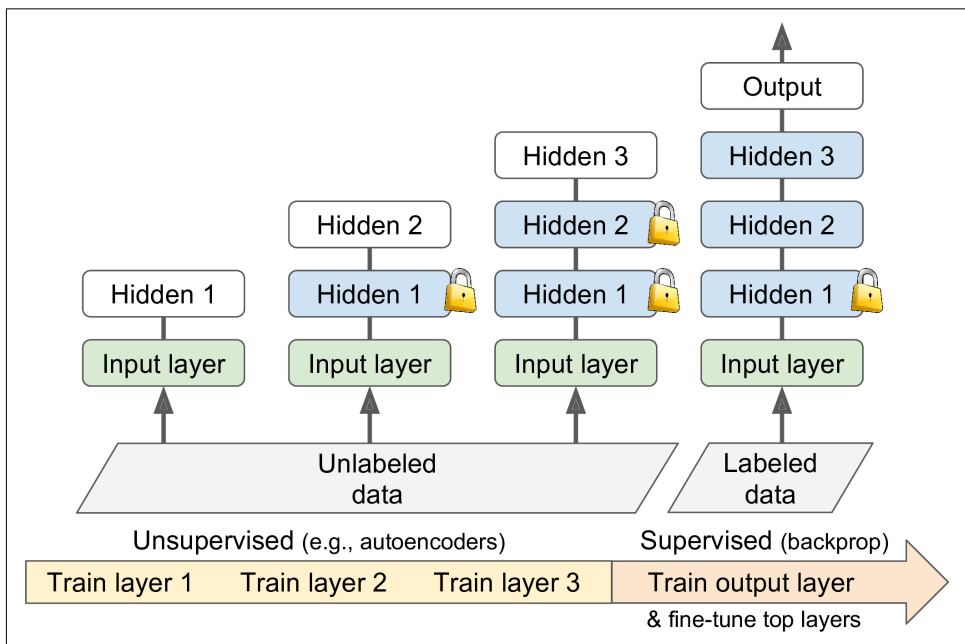 Output
Hidden 3
Hidden 3
Hidden 2
Hidden 2
Hidden 2
Hidden 1
Hidden 1
Hidden 1
Hidden 1
Input layer
Input layer
Input layer
Input layer
Unlabeled
data
Labeled
data
Unsupervised (e.g., autoencoders)
Supervised (backprop)
Train layer 1
Train layer 2
Train layer 3
Train output layer
& fine-tune top layers